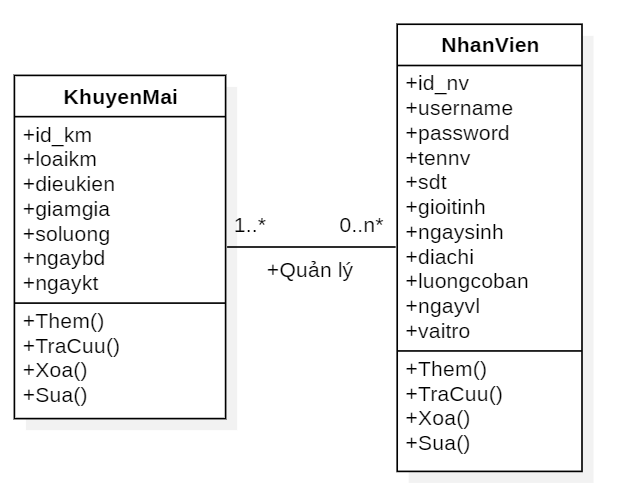 KhuyenMai
+id_km
+loaikm
+dieukien
+giamgia
+soluong
+ngaybd
+ngaykt
+Them()
+TraCuu()
+Xoa()
+Sua()
1..*
0..n*
+Quản lý
NhanVien
+id_nv
+username
+password
+tennv
+sdt
+gioitinh
+ngaysinh
+diachi
+luongcoban
+ngayvl
+vaitro
+Them()
+TraCuu()
+Xoa()
+Sua()